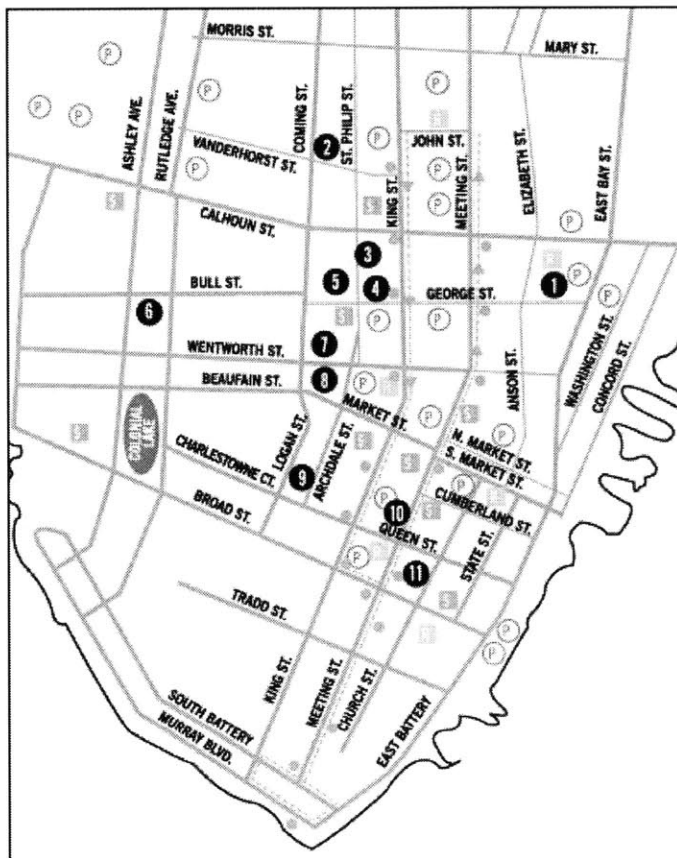 MORRIS ST.
MARY ST.
P
P
P
P
P
P
ASHLEY AVE.
RUTLEDGE AVE.
COMING ST.
ST. PHILIP ST.
2
P
VANDERHORST ST.
P
JOHN ST.
P
S
KING ST.
MEETING ST.
P
ELIZABETH ST.
P
EAST BAY ST.
S
CALHOUN ST.
3
BULL ST.
5
4
GEORGE ST.
1
P
P
6
S
P
P
WASHINGTON ST.
CONCORD ST.
WENTWORTH ST.
7
BEAUFAIN ST.
8
P
ANSON ST.
MARKET ST.
P
S
P
S
COLONIAL
LAKE
CHARLESTOWNE CT.
LOGAN ST.
ARCHDALE ST.
S
S
N. MARKET ST.
S. MARKET ST.
9
P
BROAD ST.
P
10
S
CUMBERLAND ST.
QUEEN ST.
STATE ST.
P
11
S
TRADD ST.
P
P
KING ST.
MEETING ST.
CHURCH ST.
EAST BATTERY
SOUTH BATTERY
MURRAY BLVD.